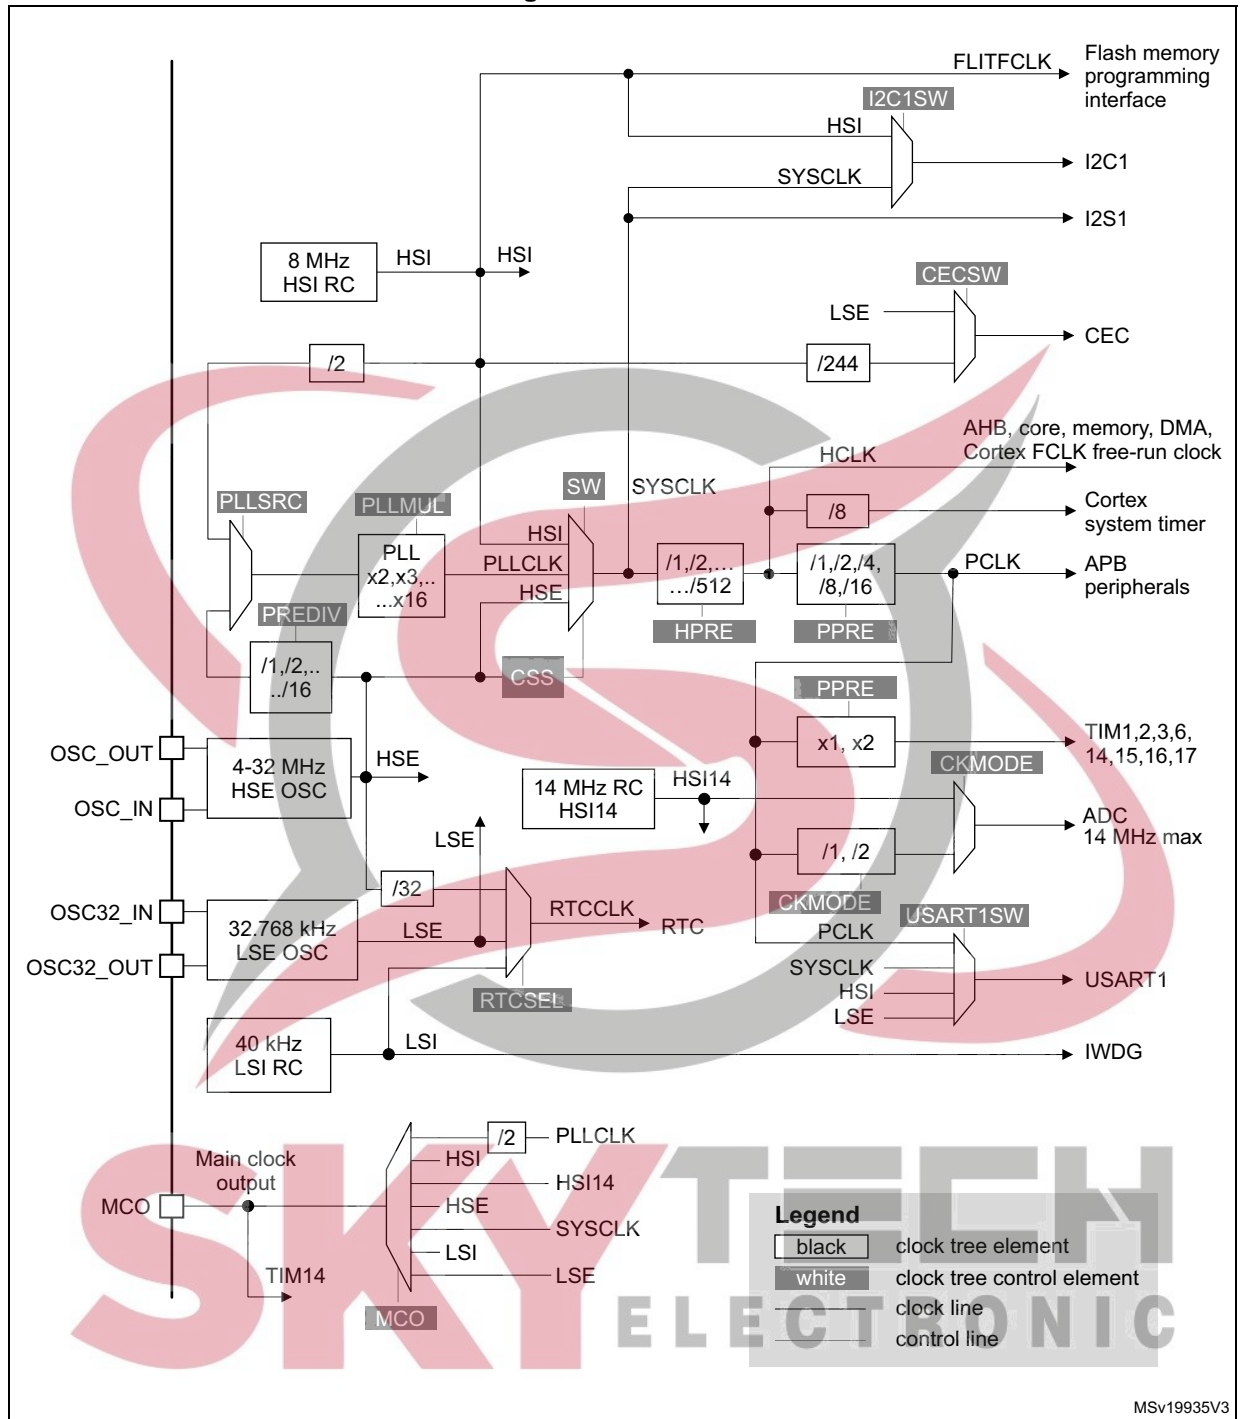 FLITFCLK
Flash memory
programming
interface
I2C1SW
HSI
I2C1
SYSCLK
I2S1
8 MHz
HSI RC
HSI
HSI
CECSW
LSE
CEC
/2
/244
AHB, core, memory, DMA,
Cortex FCLK free-run clock
HCLK
SW
SYSCLK
PLLSRC
PLLMUL
/8
Cortex
system timer
HSI
PLL
x2,x3,..
...x16
PLLCLK
HSE
/1,/2,...
.../512
/1,/2,/4,
/8,/16
PCLK
APB
peripherals
PREDIV
HPRE
PPRE
/1,/2,..
../16
CSS
PPRE
OSC_OUT
4-32 MHz
HSE OSC
HSE
x1, x2
TIM1,2,3,6,
14,15,16,17
CKMODE
OSC_IN
14 MHz RC
HSI14
HSI14
ADC
14 MHz max
LSE
/1, /2
/32
CKMODE
OSC32_IN
32.768 kHz
LSE OSC
LSE
RTCCLK
RTC
USART1SW
PCLK
OSC32_OUT
SYSCLK
HSI
LSE
USART1
RTCSEL
40 kHz
LSI RC
LSI
IWDG
/2
PLLCLK
Main clock
output
HSI
HSI14
MCO
HSE
SYSCLK
LSI
TIM14
LSE
MCO
Legend
black
clock tree element
white
clock tree control element
clock line
control line
SKYTECH
ELECTRONIC
MSv19935V3